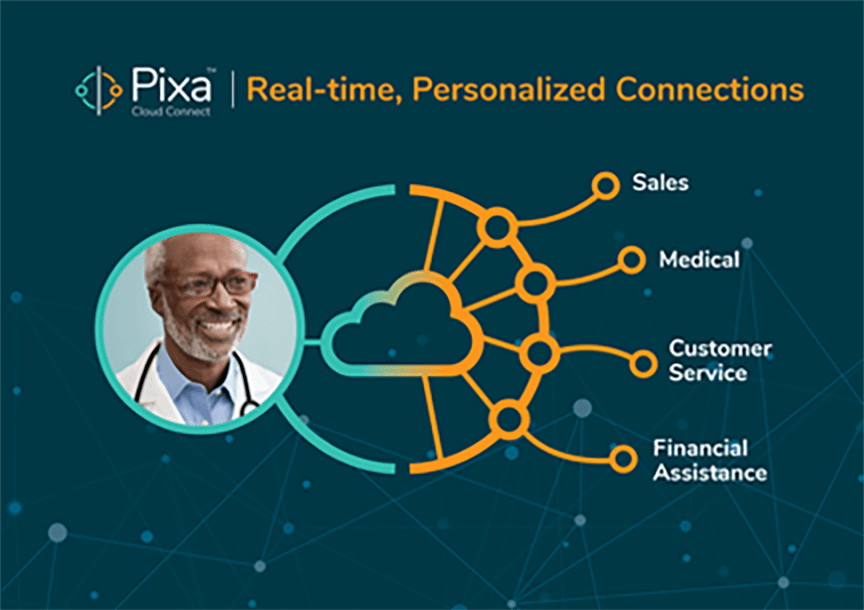 Pixa™ | Real-time, Personalized Connections
Cloud Connect
Sales
Medical
Customer
Service
Financial
Assistance